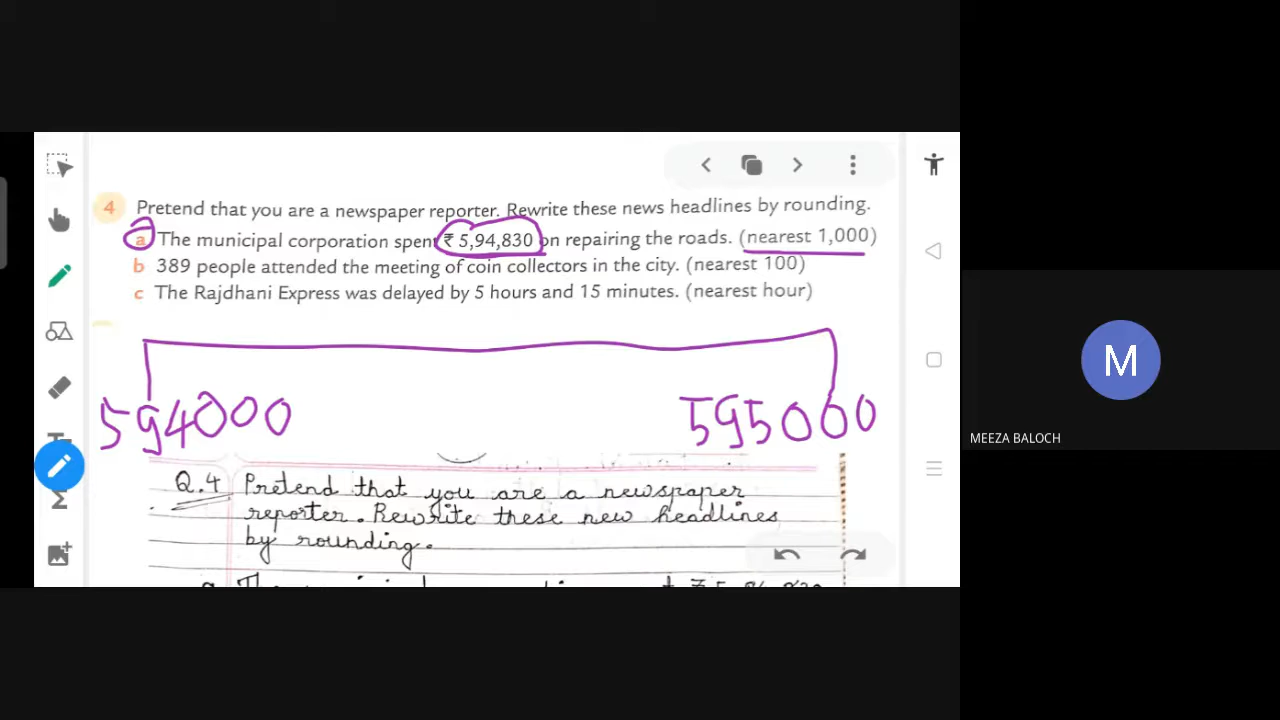 4 Pretend that you are a newspaper reporter. Rewrite these news headlines by rounding.
a The municipal corporation spent ₹ 5,94,830 on repairing the roads. (nearest 1,000)
b 389 people attended the meeting of coin collectors in the city. (nearest 100)
c The Rajdhani Express was delayed by 5 hours and 15 minutes. (nearest hour)
594000 595000
Q.4 Pretend that you are a newspaper
reporter. Rewrite these new headlines
by rounding.
M
MEEZA BALOCH